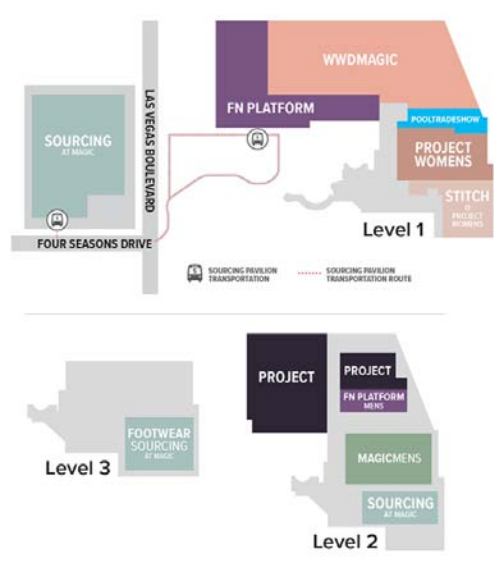 WWDMAGIC
FN PLATFORM
POOLTRADESHOW
PROJECT
WOMENS
STITCH
@
PROJECT
WOMENS
Level 1
SOURCING
AT MAGIC
LAS VEGAS BOULEVARD
FOUR SEASONS DRIVE
S
SOURCING PAVILION
TRANSPORTATION
SOURCING PAVILION
TRANSPORTATION ROUTE
PROJECT
PROJECT
FN PLATFORM
MENS
MAGICMENS
SOURCING
AT MAGIC
Level 2
FOOTWEAR
SOURCING
AT MAGIC
Level 3